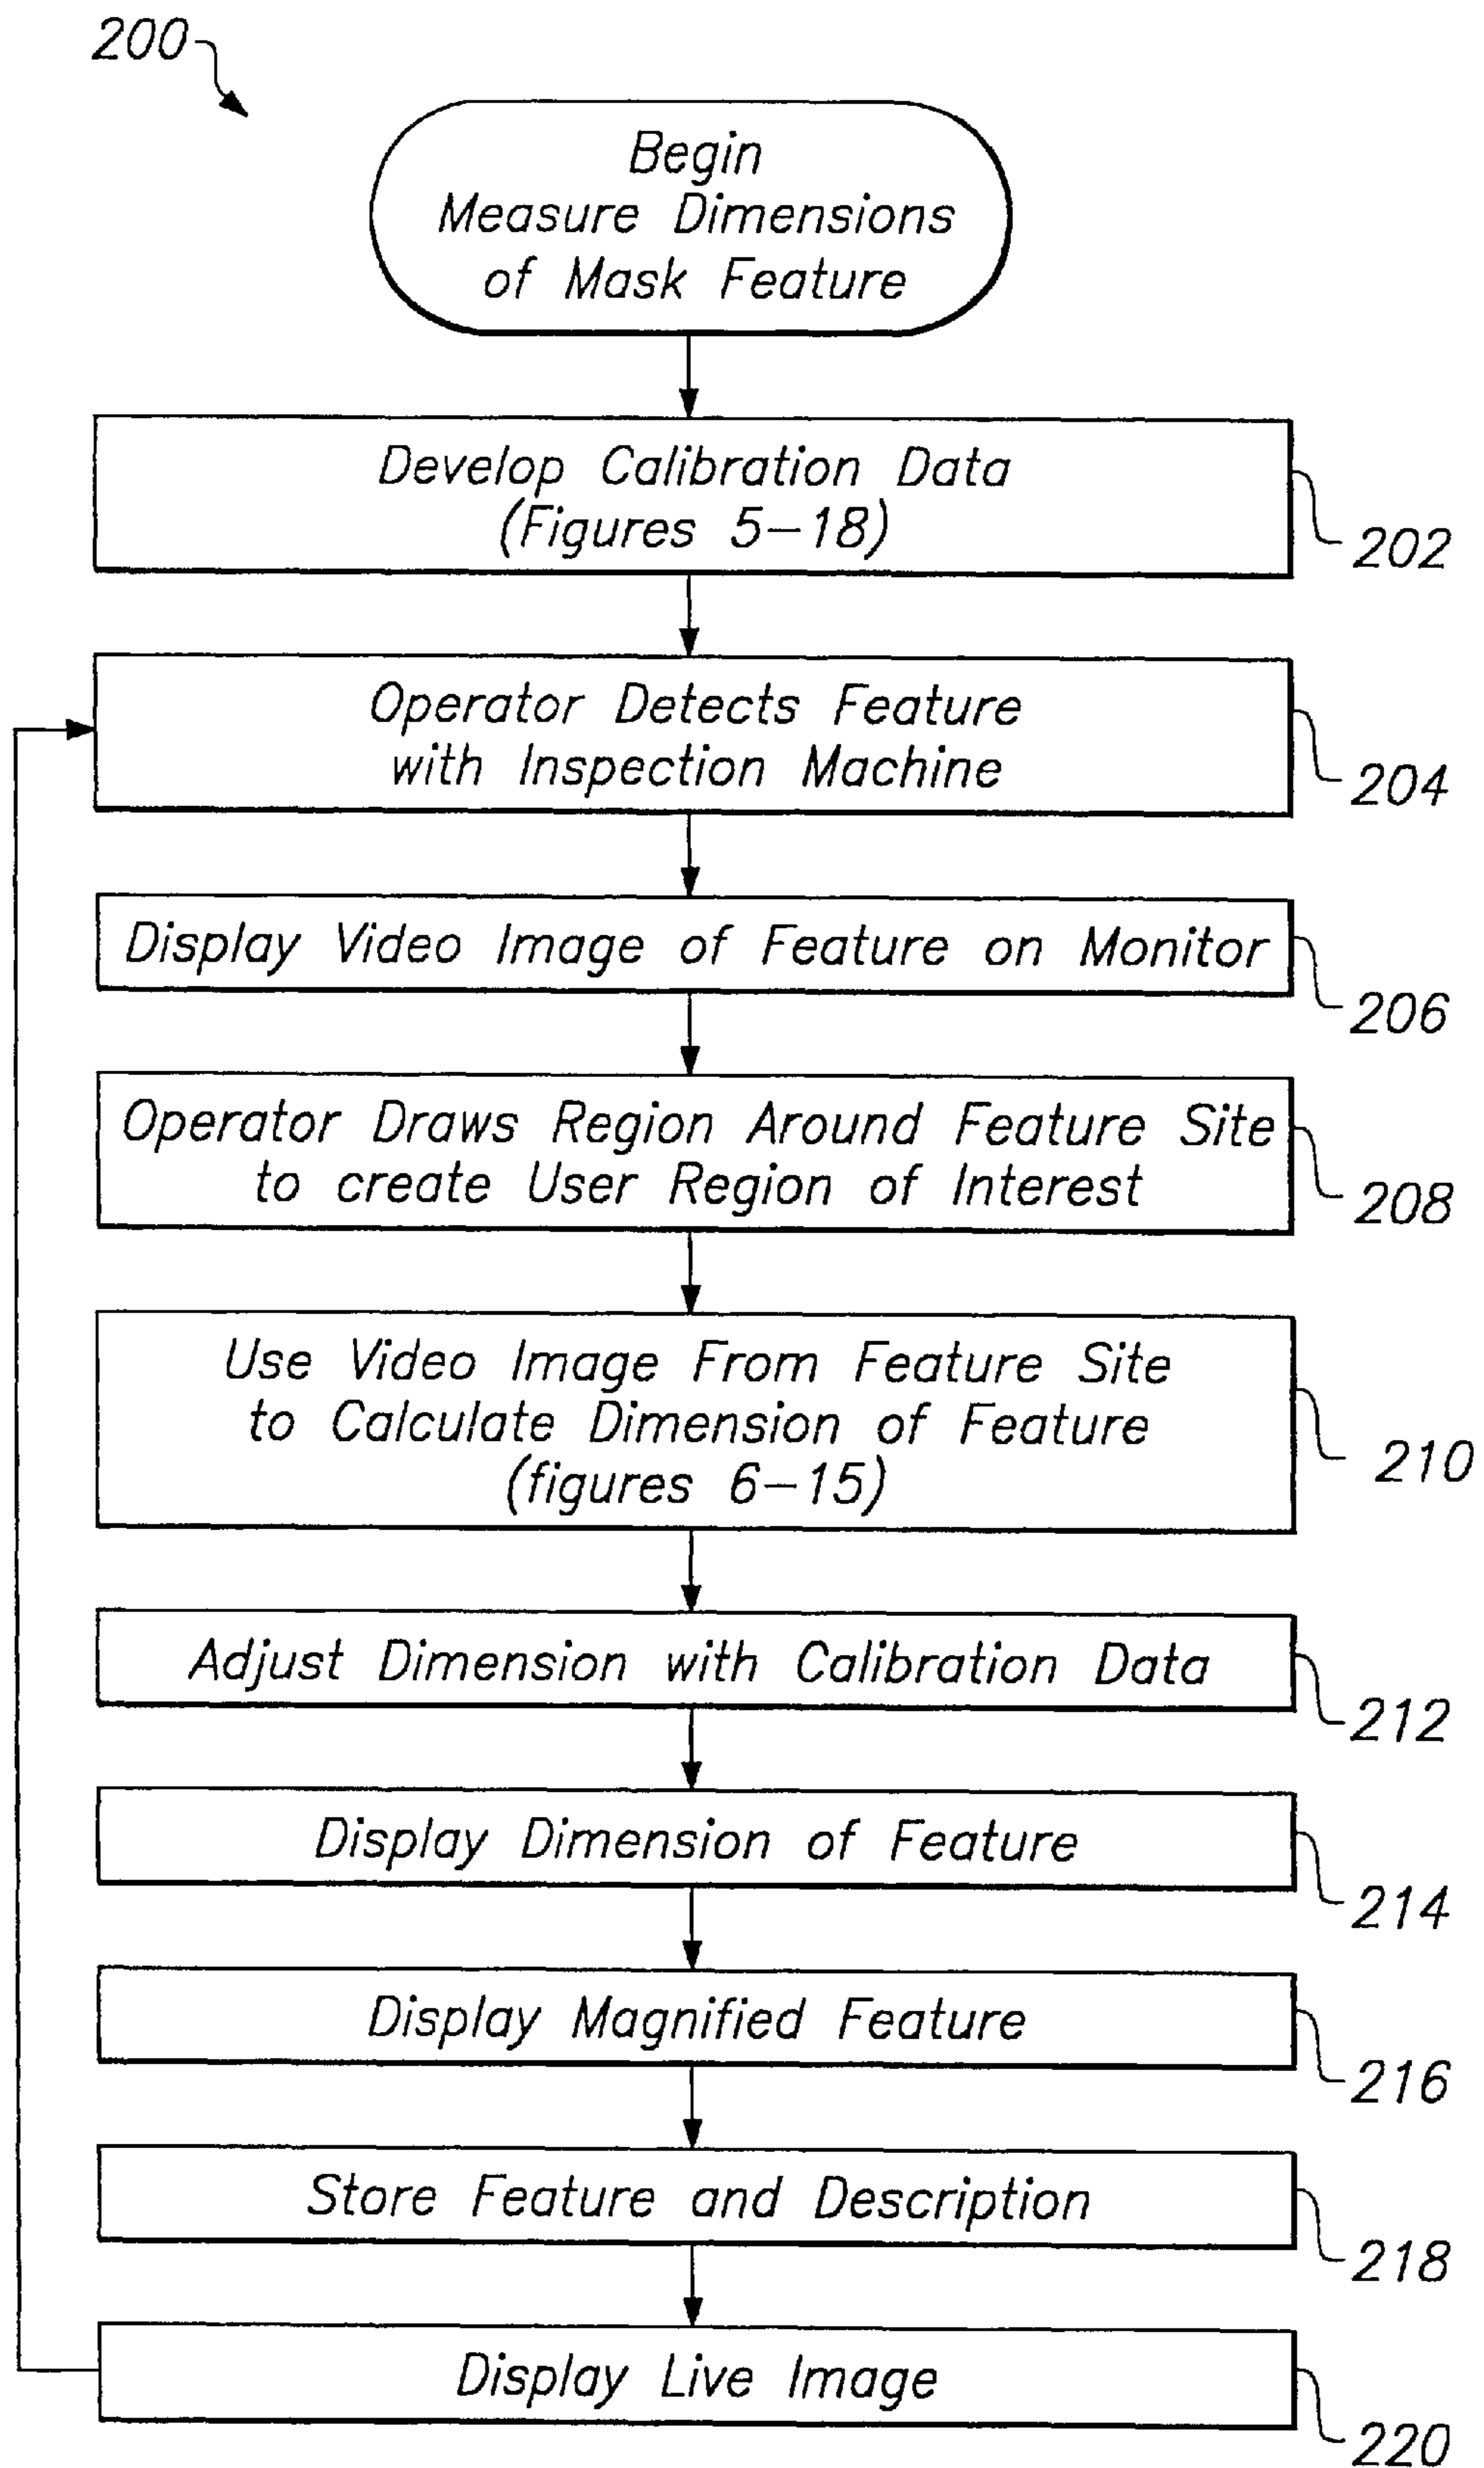 200
Begin
Measure Dimensions
of Mask Feature
Develop Calibration Data
(Figures 5-18)
202
Operator Detects Feature
with Inspection Machine
204
Display Video Image of Feature on Monitor
206
Operator Draws Region Around Feature Site
to create User Region of Interest
208
Use Video Image From Feature Site
to Calculate Dimension of Feature
(figures 6-15)
210
Adjust Dimension with Calibration Data
212
Display Dimension of Feature
214
Display Magnified Feature
216
Store Feature and Description
218
Display Live Image
220